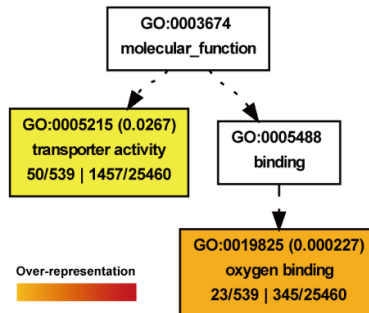 GO:0003674
molecular_function
GO:0005215 (0.0267)
transporter activity
50/539 | 1457/25460
GO:0005488
binding
GO:0019825 (0.000227)
oxygen binding
23/539 | 345/25460
Over-representation